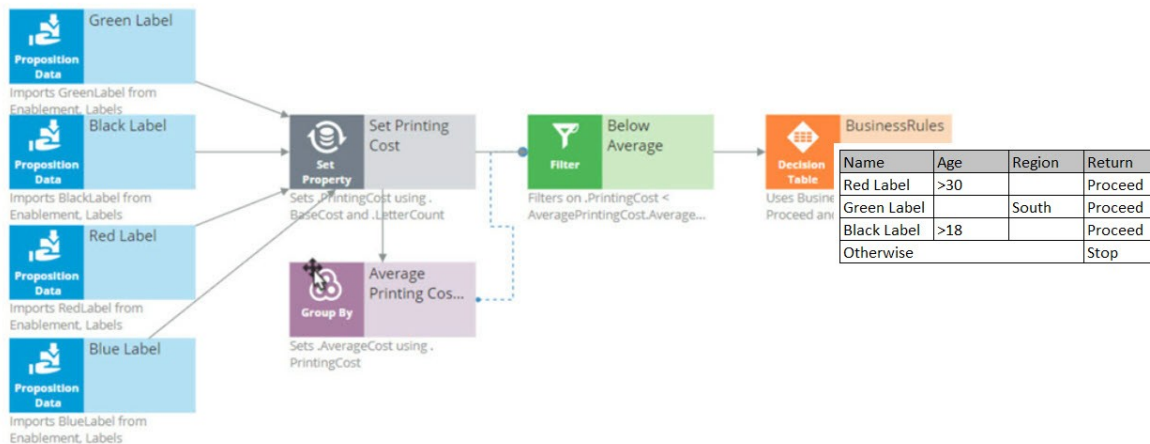 Green Label
Proposition
Data
Imports GreenLabel from
Enablement, Labels
Black Label
Proposition
Data
Imports BlackLabel from
Enablement, Labels
Red Label
Proposition
Data
Imports RedLabel from
Enablement, Labels
Blue Label
Proposition
Data
Imports BlueLabel from
Enablement, Labels
Set Printing
Cost
Set
Property
Sets .PrintingCost using .
BaseCost and .LetterCount
Average
Printing Cos...
Group By
Sets .AverageCost using .
PrintingCost
Below
Average
Filter
Filters on .PrintingCost <
AveragePrintingCost.Average...
BusinessRules
Decision
Table
Uses Busine
Proceed and
Name Age Region Return
Red Label >30 Proceed
Green Label South Proceed
Black Label >18 Proceed
Otherwise Stop